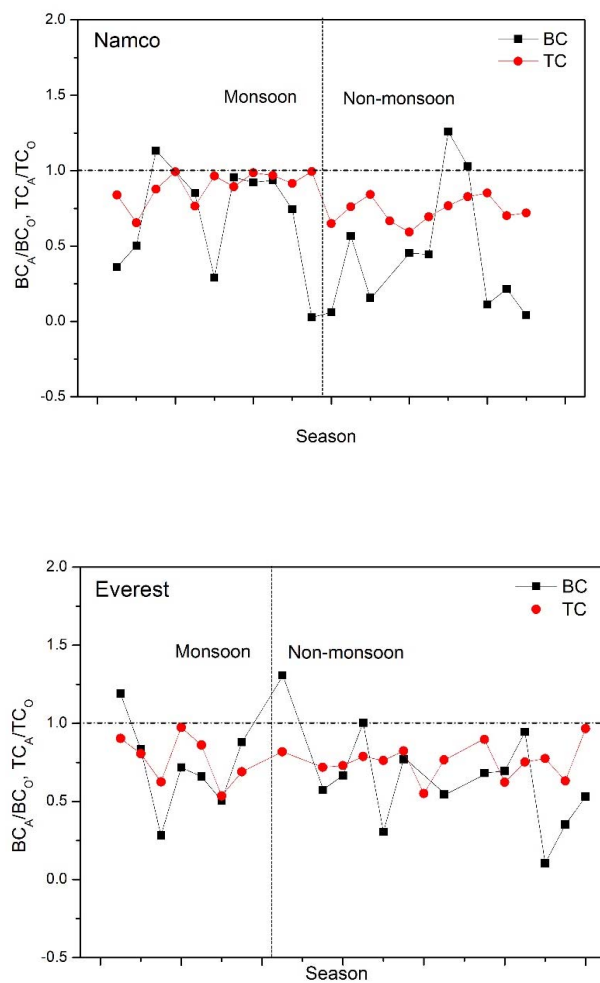 2.0
Namco
BC
TC
1.5
Monsoon
Non-monsoon
1.0
BC_A/BC_O, TC_A/TC_O
0.5
0.0
-0.5
Season
2.0
Everest
BC
TC
1.5
Monsoon
Non-monsoon
1.0
BC_A/BC_O, TC_A/TC_O
0.5
0.0
-0.5
Season